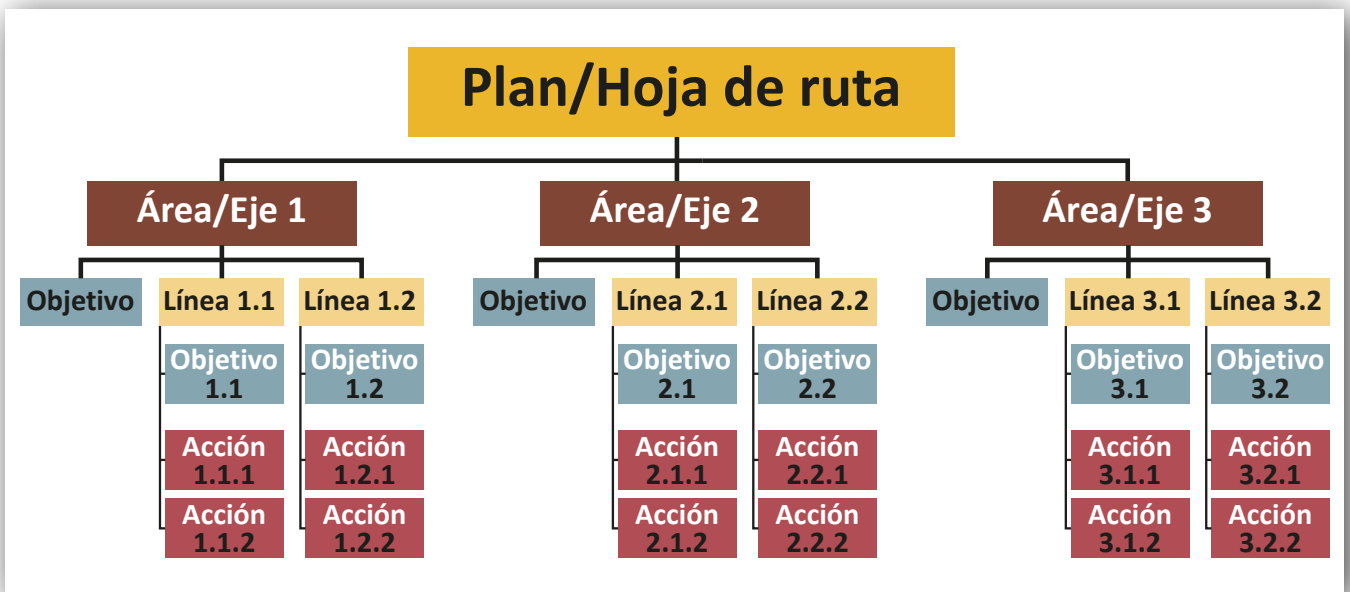 Plan/Hoja de ruta
Área/Eje 1
Área/Eje 2
Área/Eje 3
Objetivo
Línea 1.1
Línea 1.2
Objetivo
Línea 2.1
Línea 2.2
Objetivo
Línea 3.1
Línea 3.2
Objetivo
1.1
Objetivo
1.2
Objetivo
2.1
Objetivo
2.2
Objetivo
3.1
Objetivo
3.2
Acción
1.1.1
Acción
1.2.1
Acción
2.1.1
Acción
2.2.1
Acción
3.1.1
Acción
3.2.1
Acción
1.1.2
Acción
1.2.2
Acción
2.1.2
Acción
2.2.2
Acción
3.1.2
Acción
3.2.2